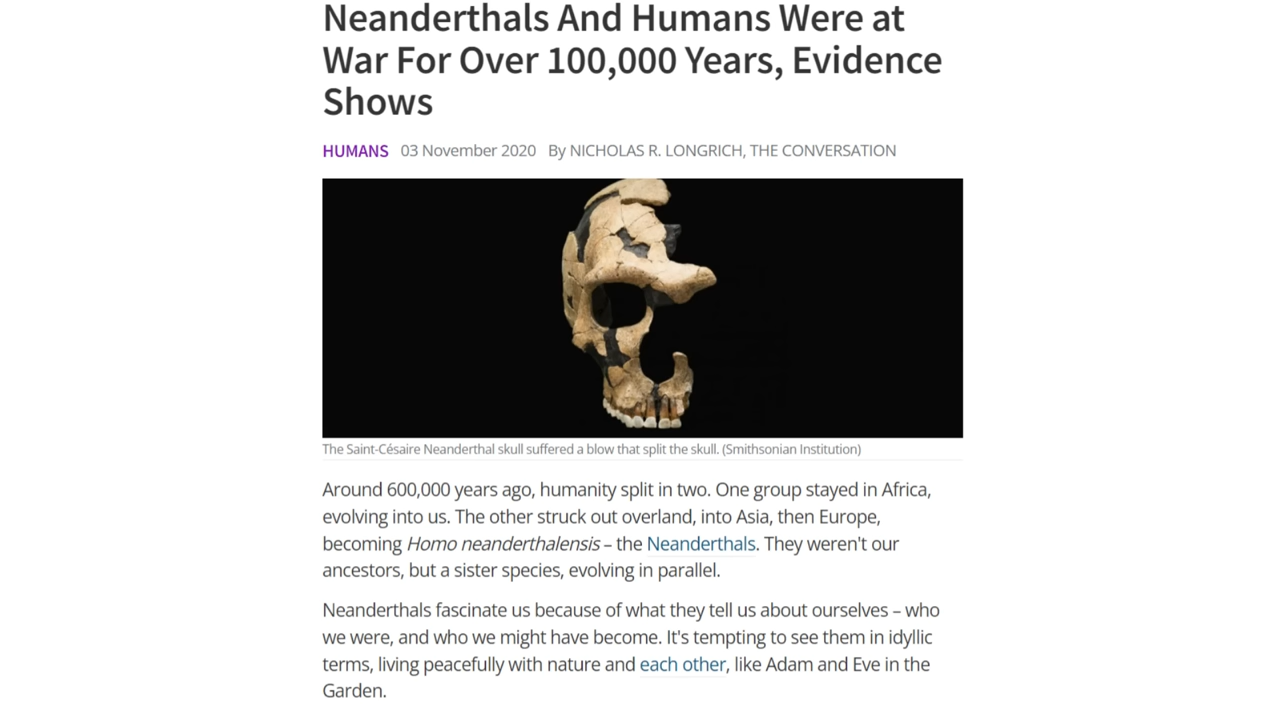 Neanderthals And Humans Were at
War For Over 100,000 Years, Evidence
Shows
HUMANS 03 November 2020 By NICHOLAS R. LONGRICH, THE CONVERSATION
The Saint-Césaire Neanderthal skull suffered a blow that split the skull. (Smithsonian Institution)
Around 600,000 years ago, humanity split in two. One group stayed in Africa,
evolving into us. The other struck out overland, into Asia, then Europe,
becoming Homo neanderthalensis – the Neanderthals. They weren't our
ancestors, but a sister species, evolving in parallel.
Neanderthals fascinate us because of what they tell us about ourselves – who
we were, and who we might have become. It's tempting to see them in idyllic
terms, living peacefully with nature and each other, like Adam and Eve in the
Garden.